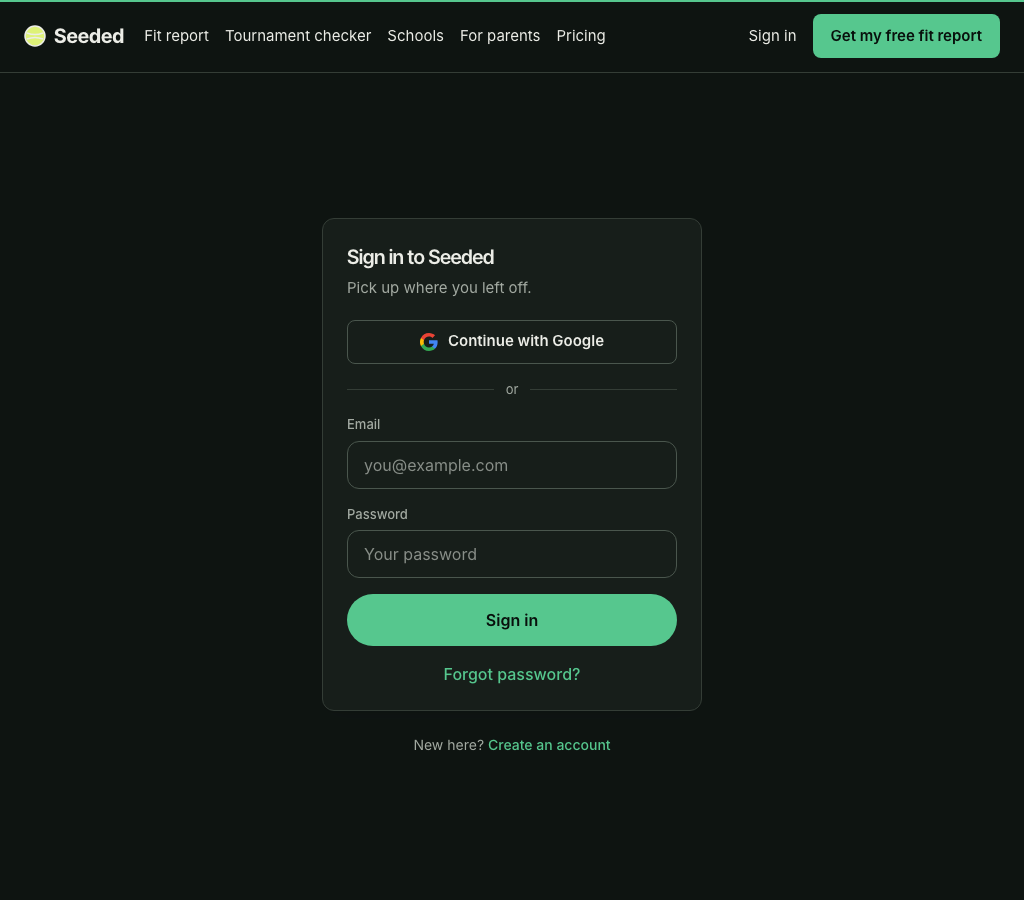 Seeded Fit report Tournament checker Schools For parents Pricing Sign in Get my free fit report
Sign in to Seeded
Pick up where you left off.
Continue with Google
or
Email
you@example.com
Password
Your password
Sign in
Forgot password?
New here? Create an account